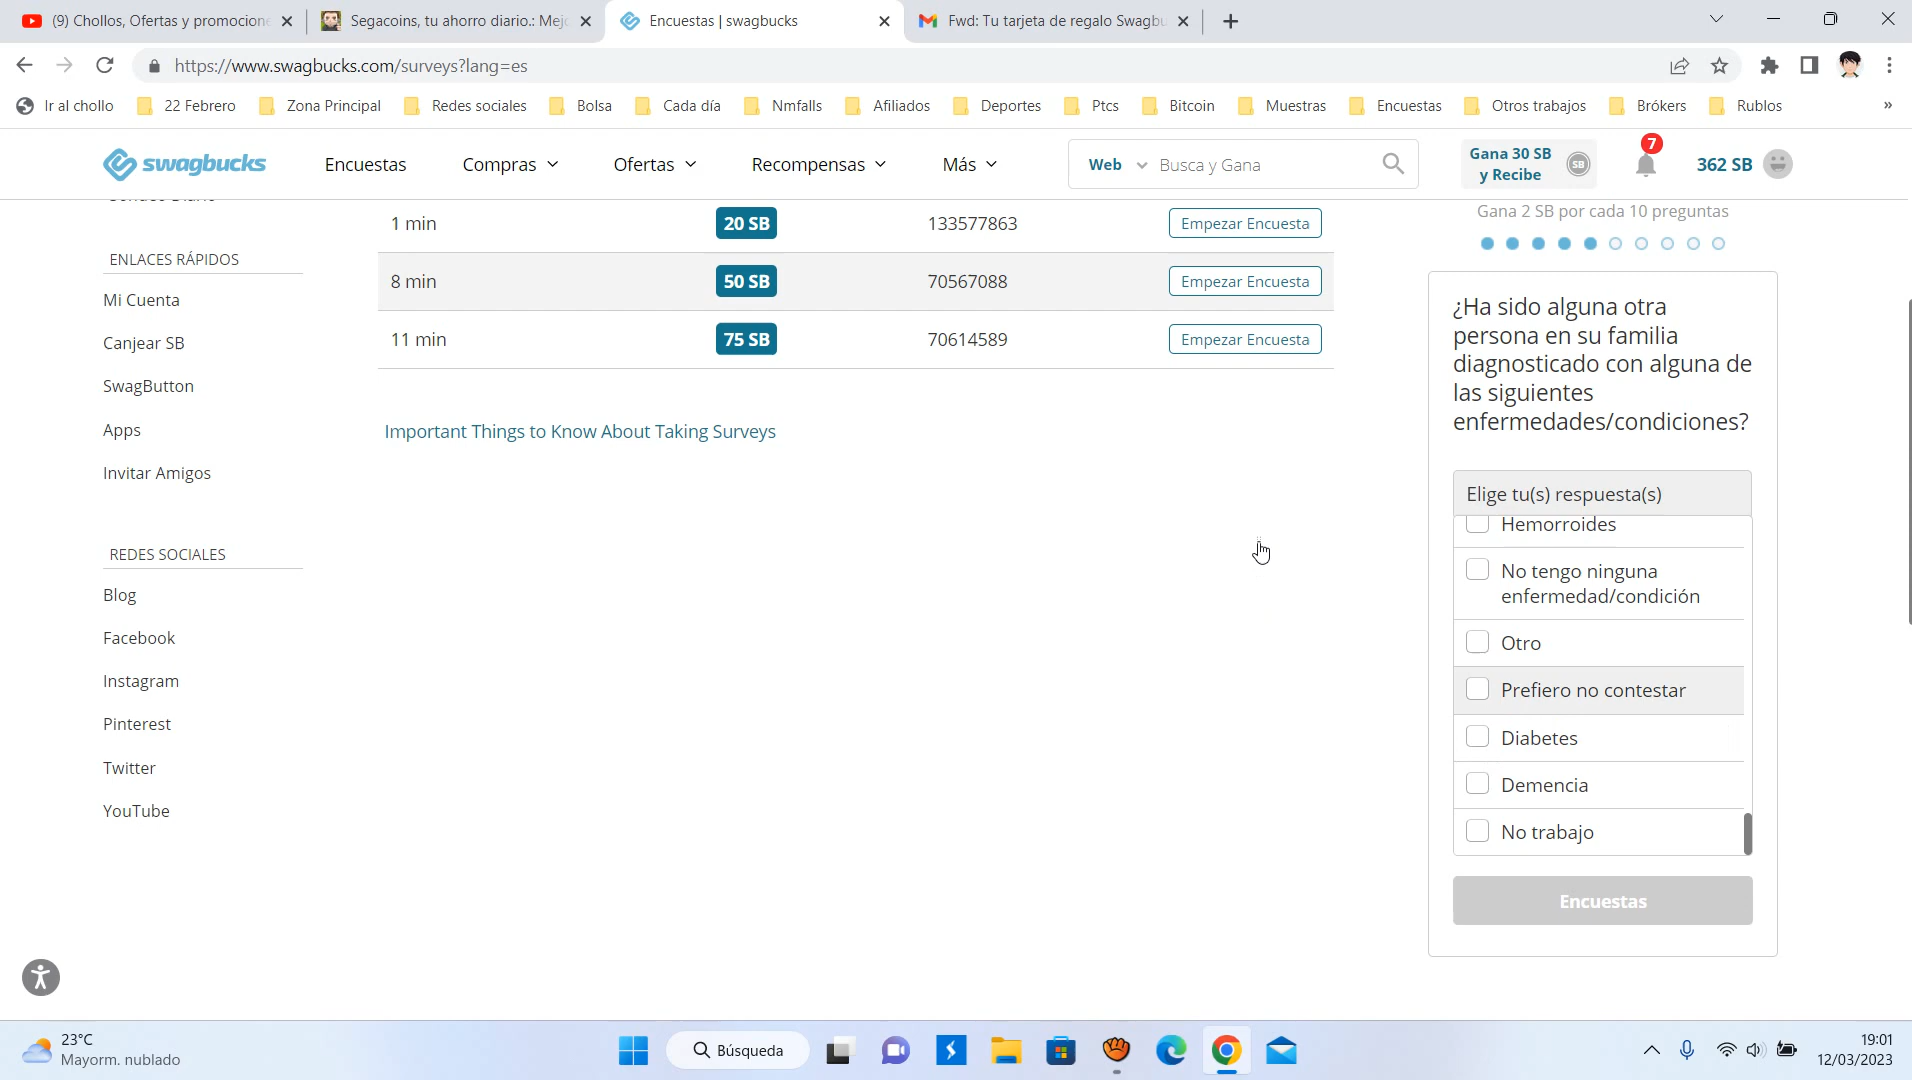 (9) Chollos, Ofertas y promocione
Segacoins, tu ahorro diario.: Mejo
Encuestas | swagbucks
Fwd: Tu tarjeta de regalo Swagbu
https://www.swagbucks.com/surveys?lang=es
Ir al chollo
22 Febrero
Zona Principal
Redes sociales
Bolsa
Cada día
Nmfalls
Afiliados
Deportes
Ptcs
Bitcoin
Muestras
Encuestas
Otros trabajos
Brókers
Rublos
»
swagbucks
Encuestas
Compras
Ofertas
Recompensas
Más
Web
Busca y Gana
Gana 30 SB
y Recibe
SB
7
362 SB
1 min
20 SB
133577863
Empezar Encuesta
8 min
50 SB
70567088
Empezar Encuesta
11 min
75 SB
70614589
Empezar Encuesta
Important Things to Know About Taking Surveys
ENLACES RÁPIDOS
Mi Cuenta
Canjear SB
SwagButton
Apps
Invitar Amigos
REDES SOCIALES
Blog
Facebook
Instagram
Pinterest
Twitter
YouTube
Gana 2 SB por cada 10 preguntas
¿Ha sido alguna otra
persona en su familia
diagnosticado con alguna de
las siguientes
enfermedades/condiciones?
Elige tu(s) respuesta(s)
Hemorroides
No tengo ninguna
enfermedad/condición
Otro
Prefiero no contestar
Diabetes
Demencia
No trabajo
Encuestas
23°C
Mayorm. nublado
Búsqueda
19:01
12/03/2023